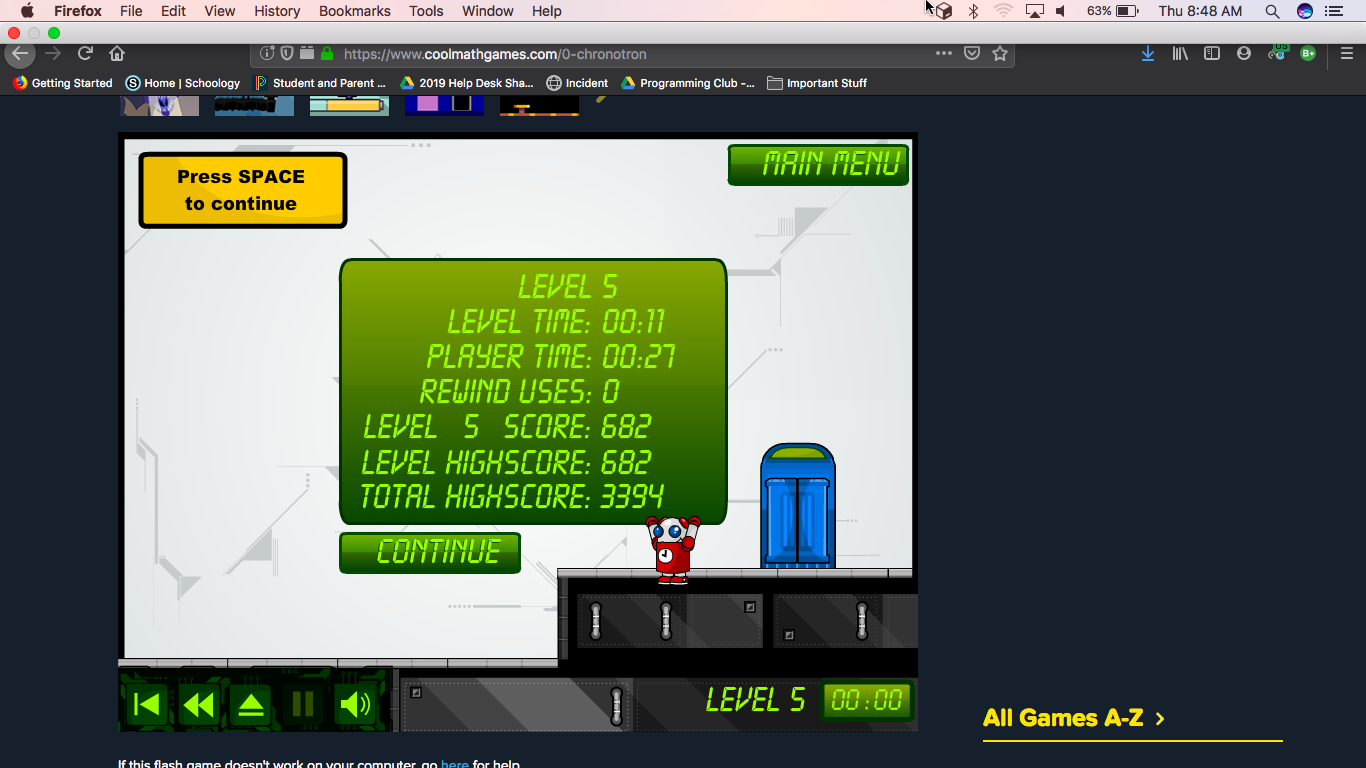 Firefox File Edit View History Bookmarks Tools Window Help 63% Thu 8:48 AM
https://www.coolmathgames.com/0-chronotron
Getting Started Home | Schoology Student and Parent ... 2019 Help Desk Sha... Incident Programming Club -... Important Stuff
Press SPACE
to continue
MAIN MENU
LEVEL 5
LEVEL TIME: 00:11
PLAYER TIME: 00:27
REWIND USES: 0
LEVEL 5 SCORE: 682
LEVEL HIGHSCORE: 682
TOTAL HIGHSCORE: 3394
CONTINUE
LEVEL 5 00:00
All Games A-Z >
If this flash game doesn't work on your computer, go here for help